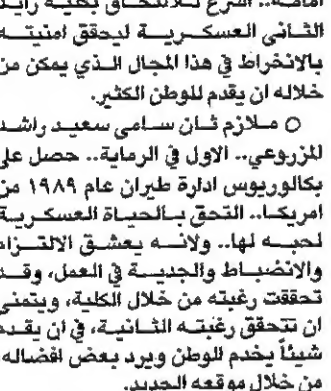 امامه.. اسرع للالتحاق بكلية زايد
الثانى العسكرية ليحقق امنيته
بالانخراط في هذا المجال الذي يمكن من
خلاله ان يقدم للوطن الكثير.
○ ملازم ثان سامى سعيد راشد
المزروعي.. الاول في الرماية.. حصل على
بكالوريوس ادارة طيران عام ١٩٨٩ من
امريكا.. التحق بالحياة العسكرية
لحبه لها.. ولانه يعشق الالتزام
والانضباط والجدية في العمل، وقد
تحققت رغبته من خلال الكلية، ويتمنى
ان تتحقق رغبته الثانية، في ان يقدم
شيئاً يخدم الوطن ويرد بعض افضاله
من خلال موقعه الجديد.